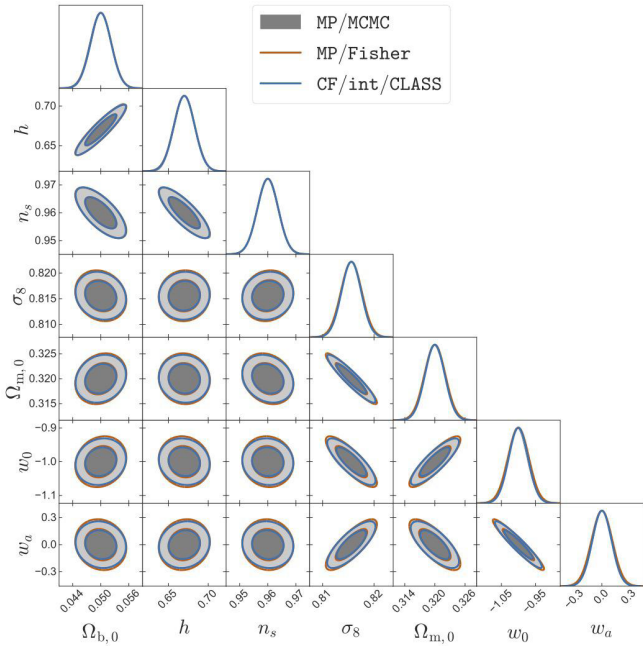 MP/MCMC
MP/Fisher
CF/int/CLASS
h
0.70
0.65
n_s
0.97
0.96
0.95
σ_8
0.820
0.815
0.810
Ω_{m,0}
0.325
0.320
0.315
w_0
−0.9
−1.0
−1.1
w_a
0.3
0.0
−0.3
0.044 0.050 0.056 0.65 0.70 0.95 0.96 0.97 0.81 0.82 0.314 0.320 0.326 −1.05 −0.95 −0.3 0.0 0.3
Ω_{b,0} h n_s σ_8 Ω_{m,0} w_0 w_a